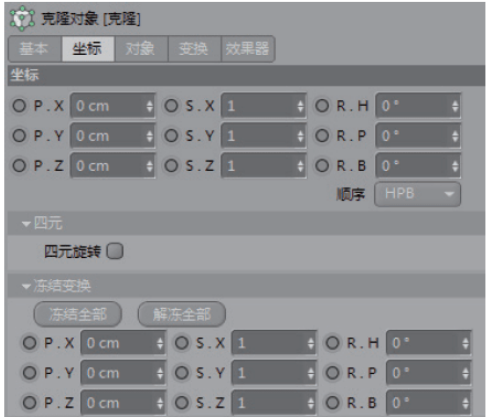 克隆对象 [克隆]
基本 坐标 对象 变换 效果器
坐标
P . X 0 cm S . X 1 R . H 0 °
P . Y 0 cm S . Y 1 R . P 0 °
P . Z 0 cm S . Z 1 R . B 0 °
顺序 HPB
四元
四元旋转
冻结变换
冻结全部 解冻全部
P . X 0 cm S . X 1 R . H 0 °
P . Y 0 cm S . Y 1 R . P 0 °
P . Z 0 cm S . Z 1 R . B 0 °